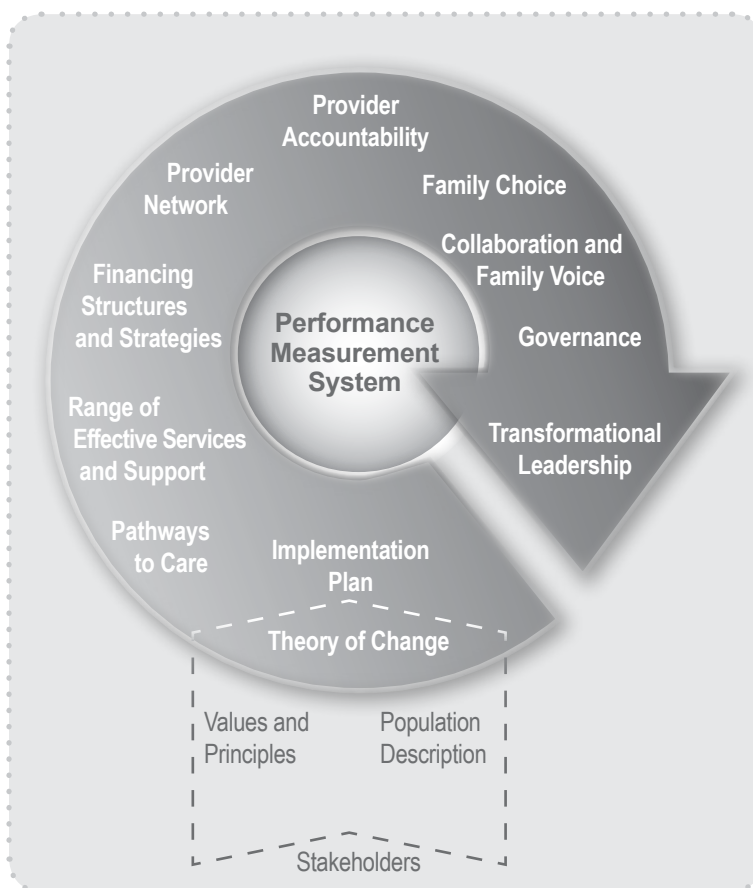 Provider
Accountability
Provider
Network
Family Choice
Collaboration and
Family Voice
Financing
Structures
and Strategies
Performance
Measurement
System
Governance
Range of
Effective Services
and Support
Transformational
Leadership
Pathways
to Care
Implementation
Plan
Theory of Change
Values and
Principles
Population
Description
Stakeholders